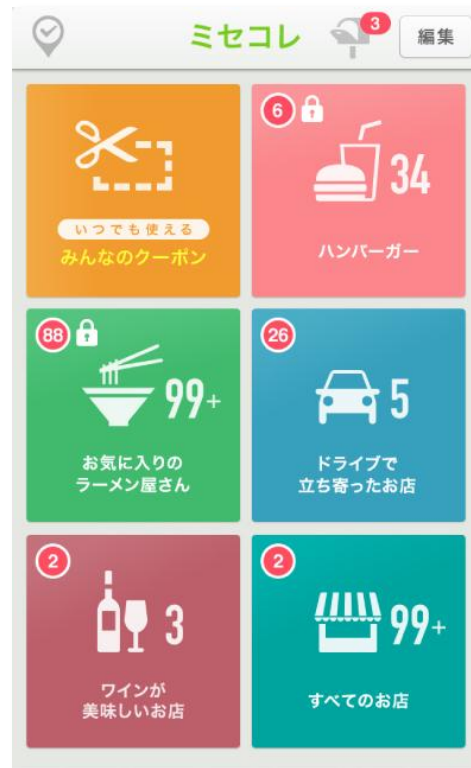 ミセコレ
3
編集
いつでも使える
みんなのクーポン
6
34
ハンバーガー
88
99+
お気に入りの
ラーメン屋さん
26
5
ドライブで
立ち寄ったお店
2
3
ワインが
美味しいお店
2
99+
すべてのお店